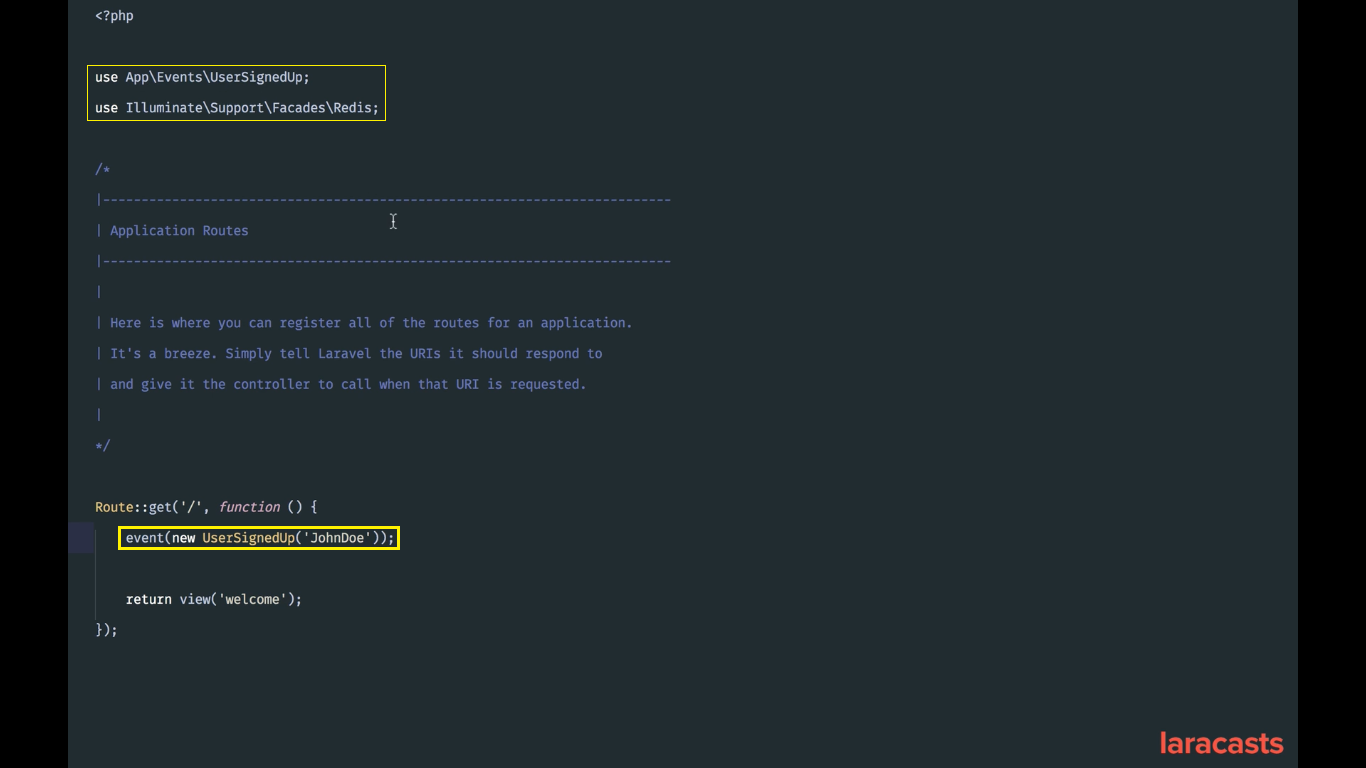 <?php
use App\Events\UserSignedUp;
use Illuminate\Support\Facades\Redis;
/*
|--------------------------------------------------------------------------
| Application Routes
|--------------------------------------------------------------------------
|
| Here is where you can register all of the routes for an application.
| It's a breeze. Simply tell Laravel the URIs it should respond to
| and give it the controller to call when that URI is requested.
|
*/
Route::get('/', function () {
event(new UserSignedUp('JohnDoe'));
return view('welcome');
});
laracasts